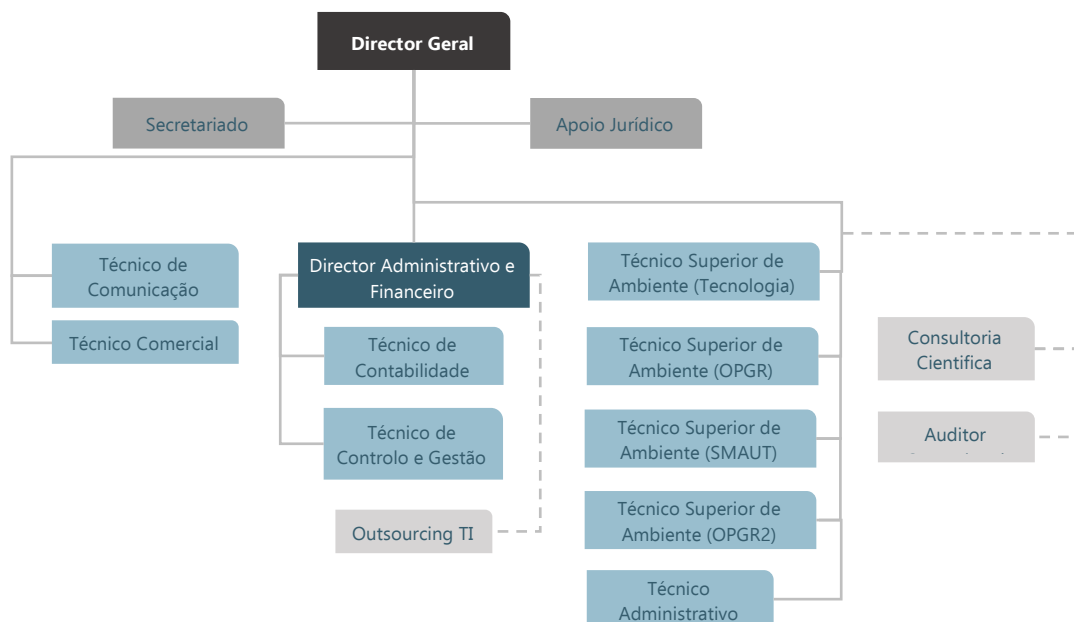 Director Geral
Secretariado
Apoio Jurídico
Técnico de
Comunicação
Técnico Comercial
Director Administrativo e
Financeiro
Técnico de
Contabilidade
Técnico de
Controlo e Gestão
Outsourcing TI
Técnico Superior de
Ambiente (Tecnologia)
Técnico Superior de
Ambiente (OPGR)
Técnico Superior de
Ambiente (SMAUT)
Técnico Superior de
Ambiente (OPGR2)
Técnico
Administrativo
Consultoria
Cientifica
Auditor